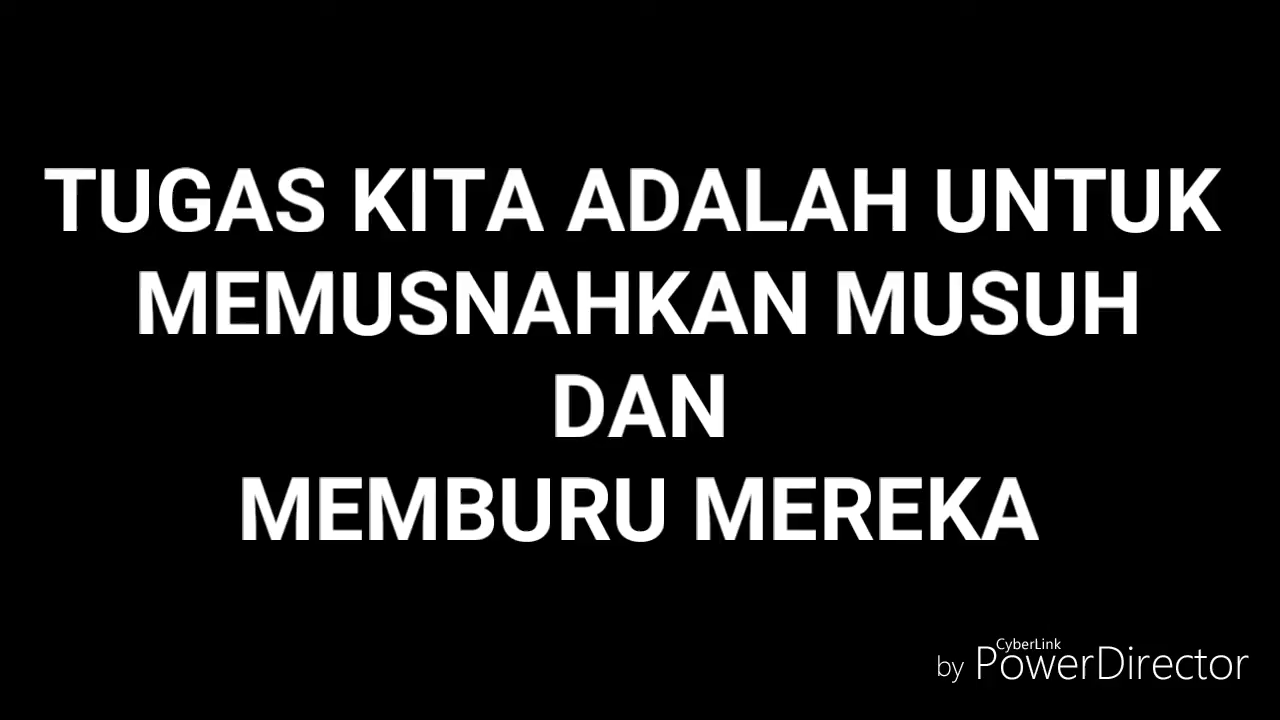 TUGAS KITA ADALAH UNTUK
MEMUSNAHKAN MUSUH
DAN
MEMBURU MEREKA
CyberLink
by PowerDirector